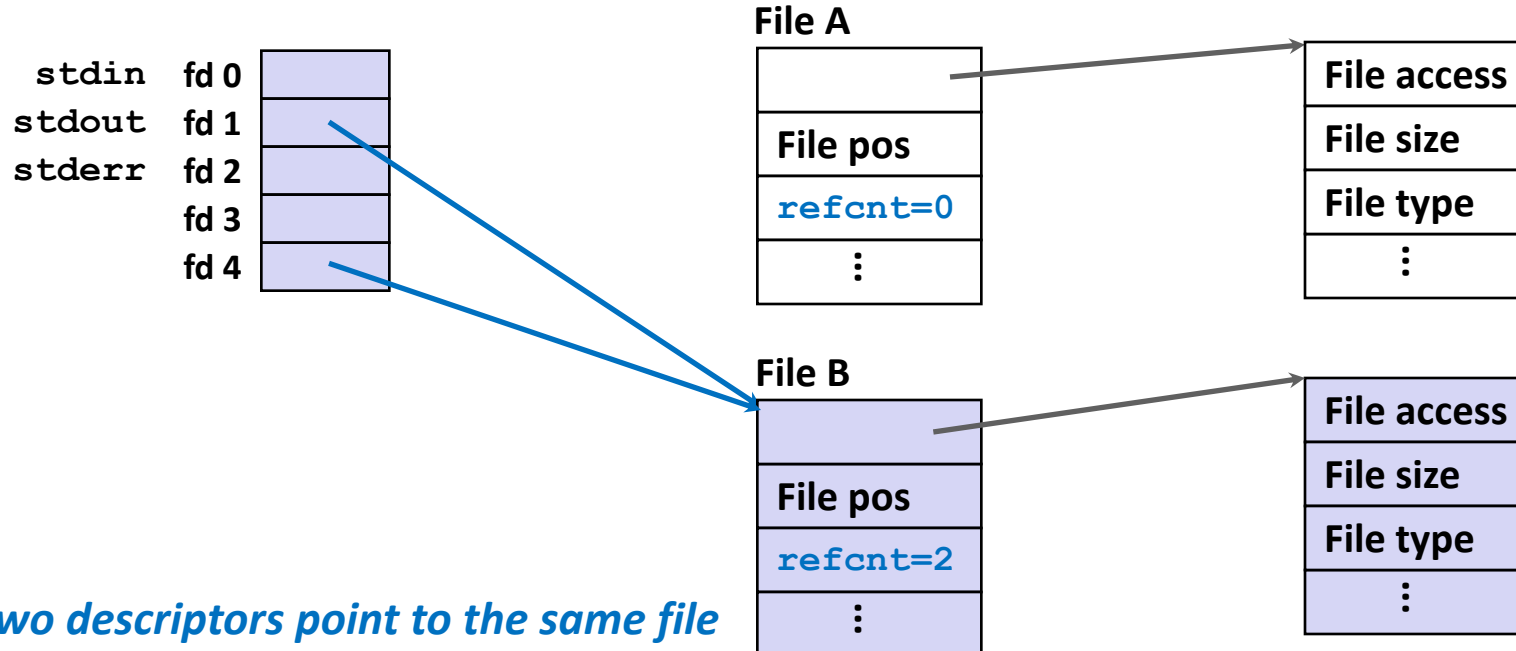 stdin fd 0
stdout fd 1
stderr fd 2
fd 3
fd 4
File A
File pos
refcnt=0
⋮
File access
File size
File type
⋮
File B
File pos
refcnt=2
⋮
File access
File size
File type
⋮
wo descriptors point to the same file